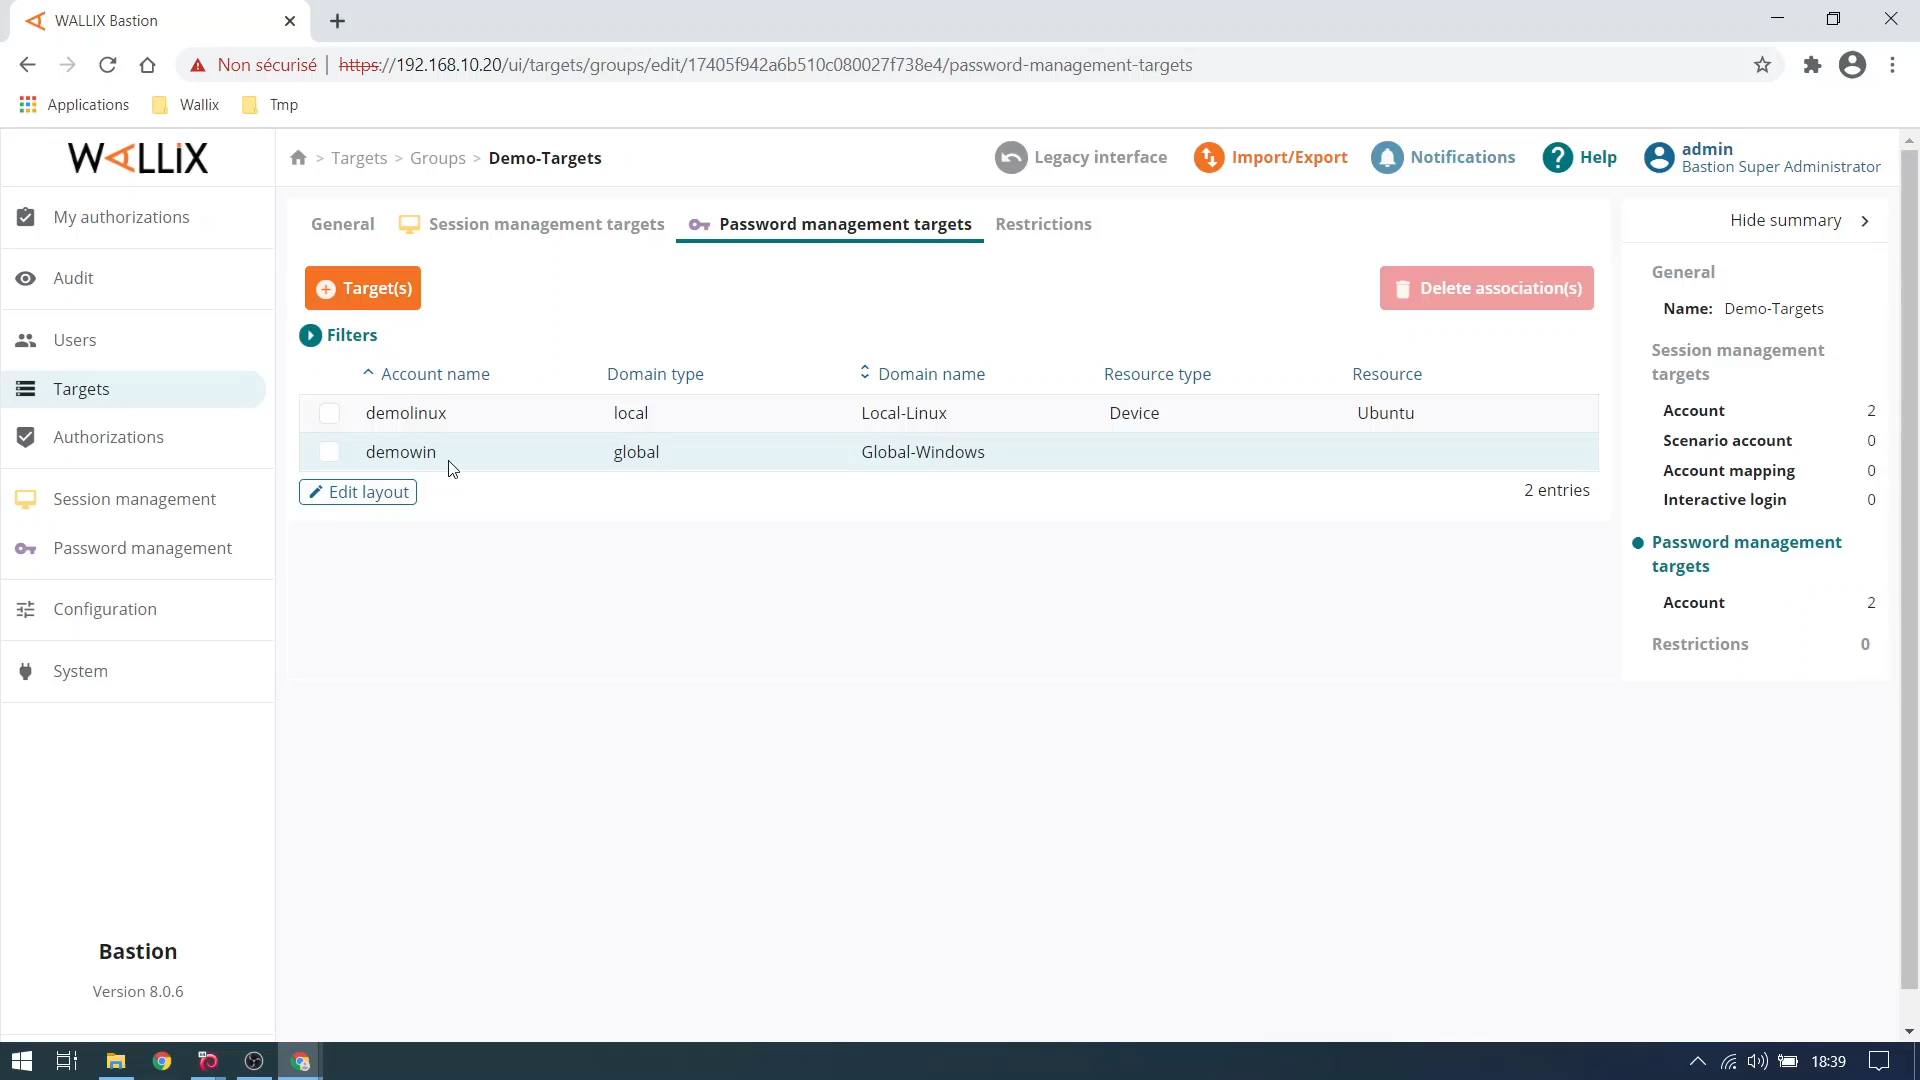 WALLIX Bastion
Non sécurisé
https://192.168.10.20/ui/targets/groups/edit/17405f942a6b510c080027f738e4/password-management-targets
Applications Wallix Tmp
WALLIX
> Targets > Groups > Demo-Targets
Legacy interface
Import/Export
Notifications
? Help
admin
Bastion Super Administrator
My authorizations
Audit
Users
Targets
Authorizations
Session management
Password management
Configuration
System
Bastion
Version 8.0.6
General Session management targets Password management targets Restrictions
Target(s)
Delete association(s)
Filters
Account name Domain type Domain name Resource type Resource
demolinux local Local-Linux Device Ubuntu
demowin global Global-Windows
Edit layout
2 entries
Hide summary
General
Name: Demo-Targets
Session management
targets
Account 2
Scenario account 0
Account mapping 0
Interactive login 0
Password management
targets
Account 2
Restrictions 0
18:39